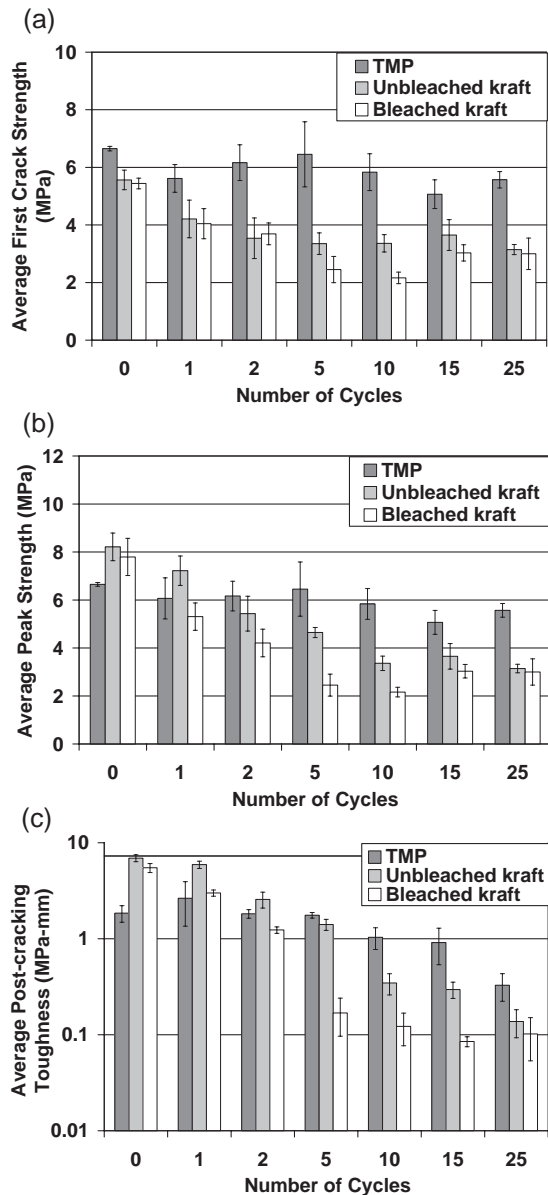 (a)
10
8
6
4
2
0
Average First Crack Strength
(MPa)
TMP
Unbleached kraft
Bleached kraft
0 1 2 5 10 15 25
Number of Cycles
(b)
12
10
8
6
4
2
0
Average Peak Strength (MPa)
TMP
Unbleached kraft
Bleached kraft
0 1 2 5 10 15 25
Number of Cycles
(c)
10
1
0.1
0.01
Average Post-cracking
Toughness (MPa-mm)
TMP
Unbleached kraft
Bleached kraft
0 1 2 5 10 15 25
Number of Cycles